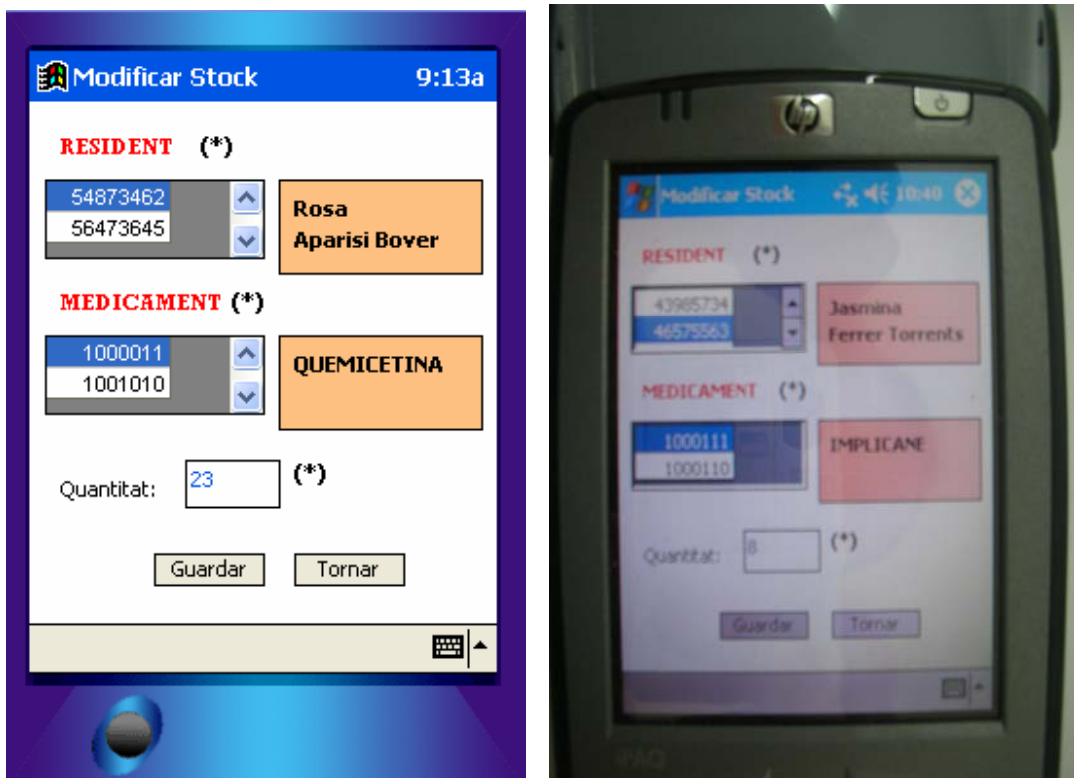 Modificar Stock 9:13a
RESIDENT (*)
54873462
56473645
Rosa
Aparisi Bover
MEDICAMENT (*)
1000011
1001010
QUEMICETINA
Quantitat: 23 (*)
Guardar Tornar
hp
Modificar Stock 10:40
RESIDENT (*)
43985734
46575563
Jasmina
Ferrer Torrents
MEDICAMENT (*)
1000111
1000110
IMPLICANE
Quantitat: 8 (*)
Guardar Tornar
iPAQ